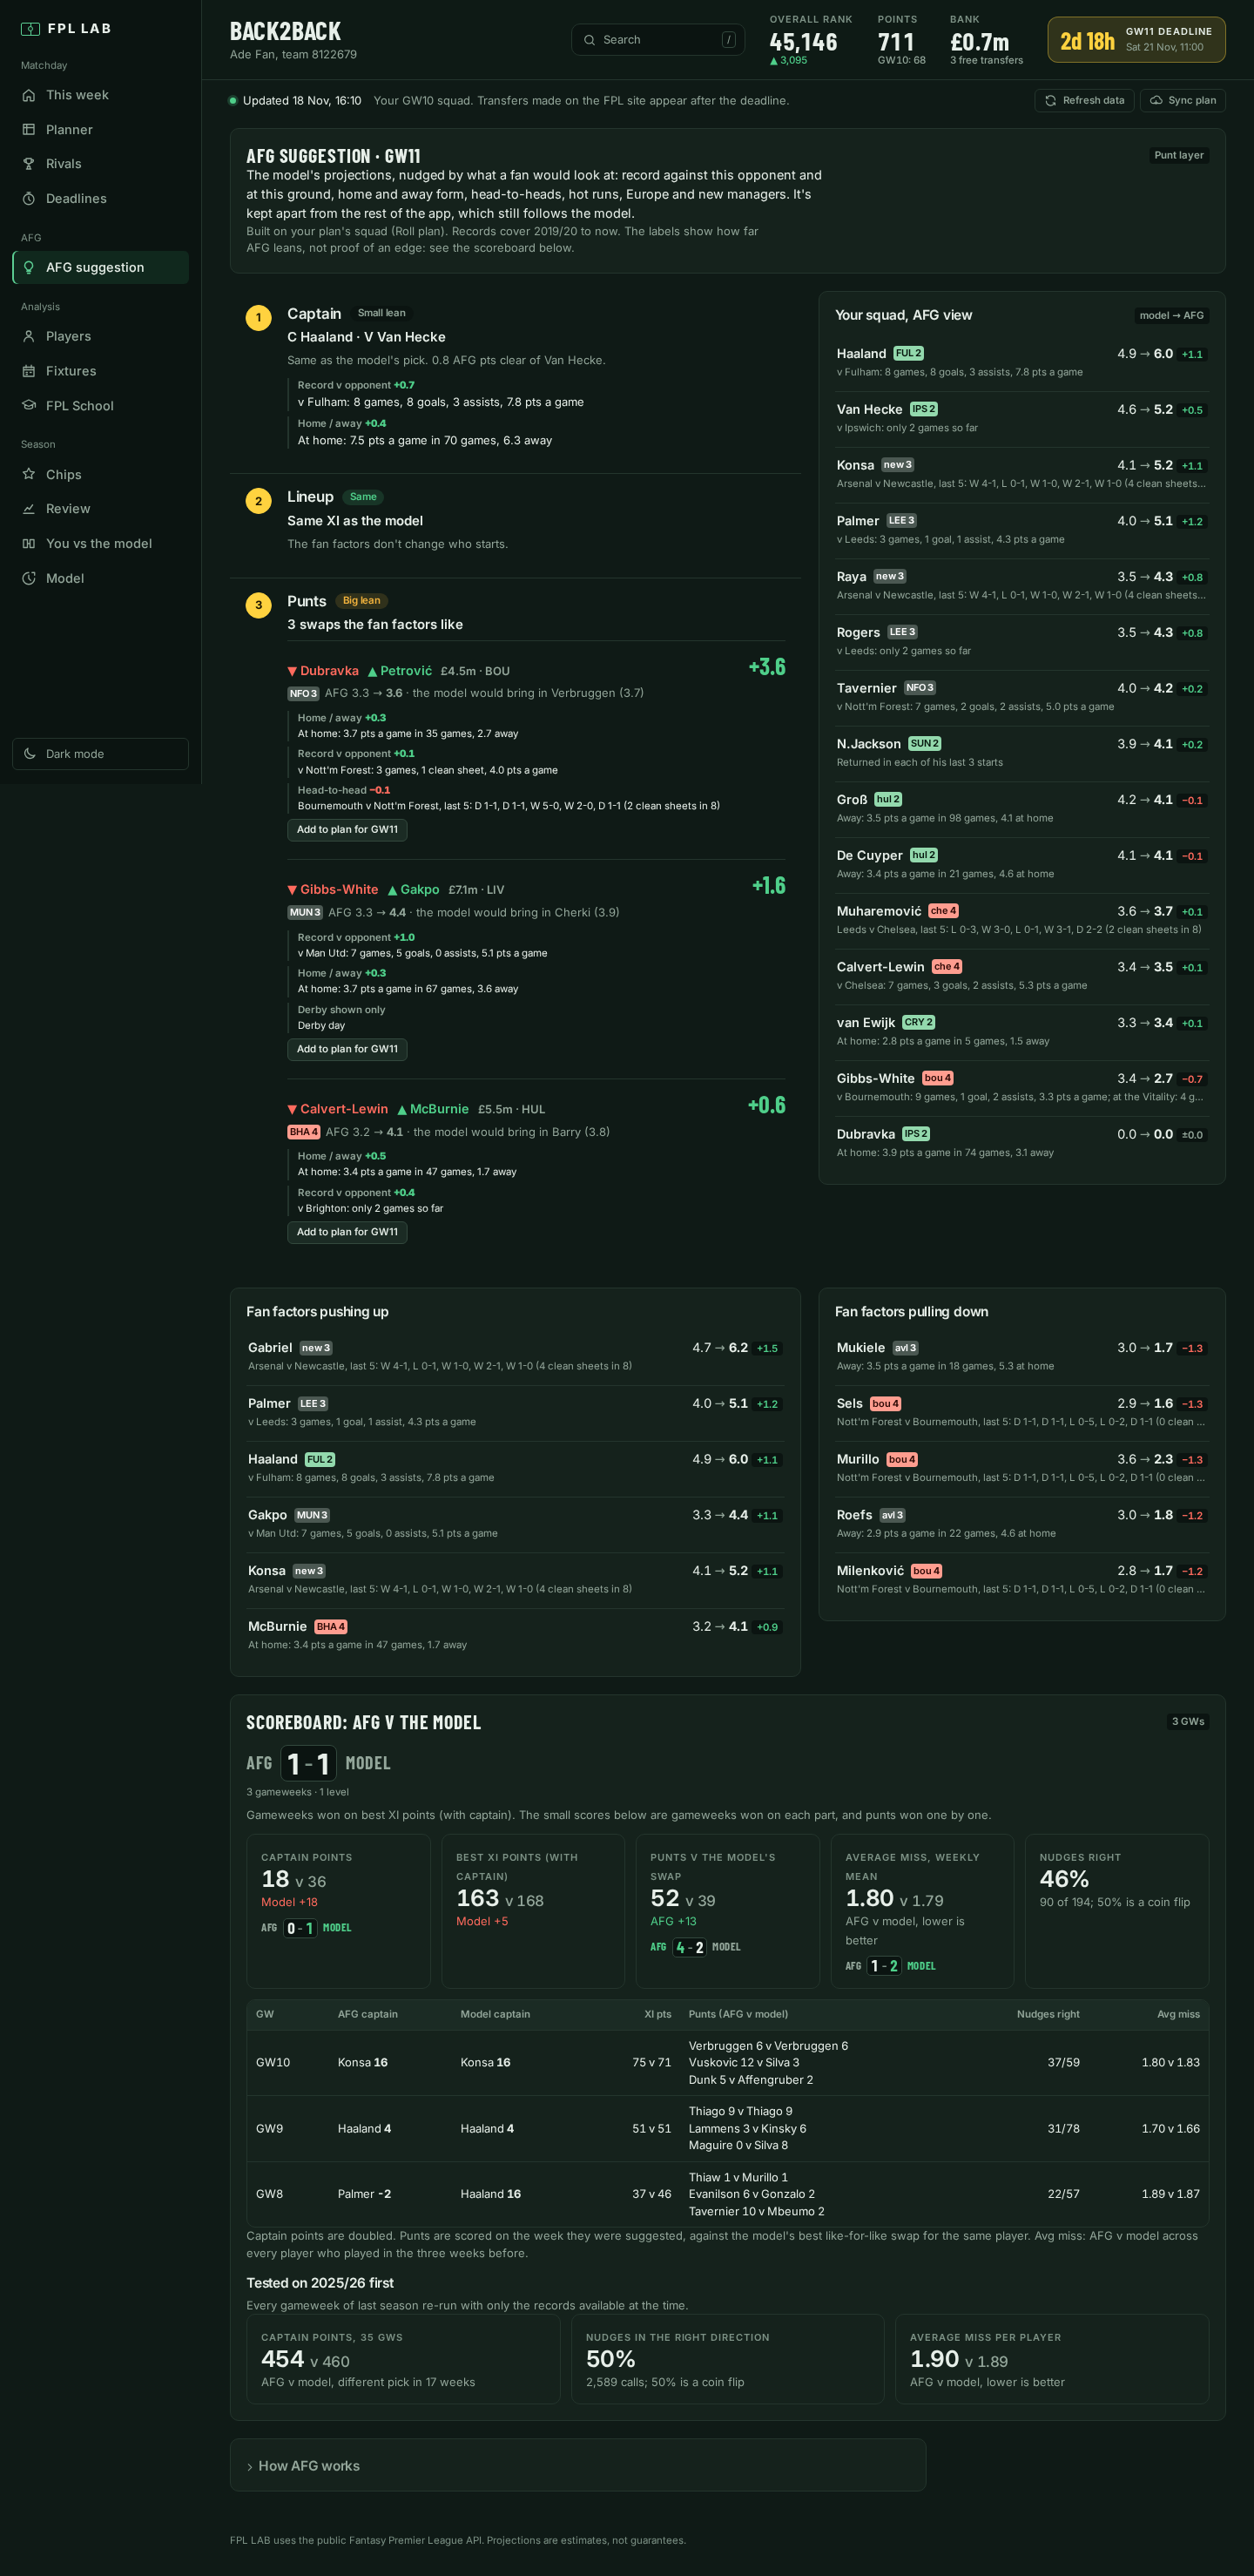 FPL LAB
Matchday
This week
Planner
Rivals
Deadlines
AFG
AFG suggestion
Analysis
Players
Fixtures
FPL School
Season
Chips
Review
You vs the model
Model
Dark mode
BACK2BACK
Ade Fan, team 8122679
Search /
OVERALL RANK
45,146
▲ 3,095
POINTS
711
GW10: 68
BANK
£0.7m
3 free transfers
2d 18h
GW11 DEADLINE
Sat 21 Nov, 11:00
Updated 18 Nov, 16:10 Your GW10 squad. Transfers made on the FPL site appear after the deadline.
Refresh data
Sync plan
AFG SUGGESTION · GW11
Punt layer
The model's projections, nudged by what a fan would look at: record against this opponent and
at this ground, home and away form, head-to-heads, hot runs, Europe and new managers. It's
kept apart from the rest of the app, which still follows the model.
Built on your plan's squad (Roll plan). Records cover 2019/20 to now. The labels show how far
AFG leans, not proof of an edge: see the scoreboard below.
1 Captain Small lean
C Haaland · V Van Hecke
Same as the model's pick. 0.8 AFG pts clear of Van Hecke.
Record v opponent +0.7
v Fulham: 8 games, 8 goals, 3 assists, 7.8 pts a game
Home / away +0.4
At home: 7.5 pts a game in 70 games, 6.3 away
2 Lineup Same
Same XI as the model
The fan factors don't change who starts.
3 Punts Big lean
3 swaps the fan factors like
▼ Dubravka ▲ Petrović £4.5m · BOU +3.6
NFO 3 AFG 3.3 → 3.6 · the model would bring in Verbruggen (3.7)
Home / away +0.3
At home: 3.7 pts a game in 35 games, 2.7 away
Record v opponent +0.1
v Nott'm Forest: 3 games, 1 clean sheet, 4.0 pts a game
Head-to-head −0.1
Bournemouth v Nott'm Forest, last 5: D 1-1, D 1-1, W 5-0, W 2-0, D 1-1 (2 clean sheets in 8)
Add to plan for GW11
▼ Gibbs-White ▲ Gakpo £7.1m · LIV +1.6
MUN 3 AFG 3.3 → 4.4 · the model would bring in Cherki (3.9)
Record v opponent +1.0
v Man Utd: 7 games, 5 goals, 0 assists, 5.1 pts a game
Home / away +0.3
At home: 3.7 pts a game in 67 games, 3.6 away
Derby shown only
Derby day
Add to plan for GW11
▼ Calvert-Lewin ▲ McBurnie £5.5m · HUL +0.6
BHA 4 AFG 3.2 → 4.1 · the model would bring in Barry (3.8)
Home / away +0.5
At home: 3.4 pts a game in 47 games, 1.7 away
Record v opponent +0.4
v Brighton: only 2 games so far
Add to plan for GW11
Your squad, AFG view model → AFG
Haaland FUL 2 4.9 → 6.0 +1.1
v Fulham: 8 games, 8 goals, 3 assists, 7.8 pts a game
Van Hecke IPS 2 4.6 → 5.2 +0.5
v Ipswich: only 2 games so far
Konsa new 3 4.1 → 5.2 +1.1
Arsenal v Newcastle, last 5: W 4-1, L 0-1, W 1-0, W 2-1, W 1-0 (4 clean sheets...
Palmer LEE 3 4.0 → 5.1 +1.2
v Leeds: 3 games, 1 goal, 1 assist, 4.3 pts a game
Raya new 3 3.5 → 4.3 +0.8
Arsenal v Newcastle, last 5: W 4-1, L 0-1, W 1-0, W 2-1, W 1-0 (4 clean sheets...
Rogers LEE 3 3.5 → 4.3 +0.8
v Leeds: only 2 games so far
Tavernier NFO 3 4.0 → 4.2 +0.2
v Nott'm Forest: 7 games, 2 goals, 2 assists, 5.0 pts a game
N.Jackson SUN 2 3.9 → 4.1 +0.2
Returned in each of his last 3 starts
Groß hul 2 4.2 → 4.1 −0.1
Away: 3.5 pts a game in 98 games, 4.1 at home
De Cuyper hul 2 4.1 → 4.1 −0.1
Away: 3.4 pts a game in 21 games, 4.6 at home
Muharemović che 4 3.6 → 3.7 +0.1
Leeds v Chelsea, last 5: L 0-3, W 3-0, L 0-1, W 3-1, D 2-2 (2 clean sheets in 8)
Calvert-Lewin che 4 3.4 → 3.5 +0.1
v Chelsea: 7 games, 3 goals, 2 assists, 5.3 pts a game
van Ewijk CRY 2 3.3 → 3.4 +0.1
At home: 2.8 pts a game in 5 games, 1.5 away
Gibbs-White bou 4 3.4 → 2.7 −0.7
v Bournemouth: 9 games, 1 goal, 2 assists, 3.3 pts a game; at the Vitality: 4 g...
Dubravka IPS 2 0.0 → 0.0 ±0.0
At home: 3.9 pts a game in 74 games, 3.1 away
Fan factors pushing up
Gabriel new 3 4.7 → 6.2 +1.5
Arsenal v Newcastle, last 5: W 4-1, L 0-1, W 1-0, W 2-1, W 1-0 (4 clean sheets in 8)
Palmer LEE 3 4.0 → 5.1 +1.2
v Leeds: 3 games, 1 goal, 1 assist, 4.3 pts a game
Haaland FUL 2 4.9 → 6.0 +1.1
v Fulham: 8 games, 8 goals, 3 assists, 7.8 pts a game
Gakpo MUN 3 3.3 → 4.4 +1.1
v Man Utd: 7 games, 5 goals, 0 assists, 5.1 pts a game
Konsa new 3 4.1 → 5.2 +1.1
Arsenal v Newcastle, last 5: W 4-1, L 0-1, W 1-0, W 2-1, W 1-0 (4 clean sheets in 8)
McBurnie BHA 4 3.2 → 4.1 +0.9
At home: 3.4 pts a game in 47 games, 1.7 away
Fan factors pulling down
Mukiele avl 3 3.0 → 1.7 −1.3
Away: 3.5 pts a game in 18 games, 5.3 at home
Sels bou 4 2.9 → 1.6 −1.3
Nott'm Forest v Bournemouth, last 5: D 1-1, D 1-1, L 0-5, L 0-2, D 1-1 (0 clean ...
Murillo bou 4 3.6 → 2.3 −1.3
Nott'm Forest v Bournemouth, last 5: D 1-1, D 1-1, L 0-5, L 0-2, D 1-1 (0 clean ...
Roefs avl 3 3.0 → 1.8 −1.2
Away: 2.9 pts a game in 22 games, 4.6 at home
Milenković bou 4 2.8 → 1.7 −1.2
Nott'm Forest v Bournemouth, last 5: D 1-1, D 1-1, L 0-5, L 0-2, D 1-1 (0 clean ...
SCOREBOARD: AFG V THE MODEL
3 GWs
AFG 1 - 1 MODEL
3 gameweeks · 1 level
Gameweeks won on best XI points (with captain). The small scores below are gameweeks won on each part, and punts won one by one.
CAPTAIN POINTS
18 v 36
Model +18
AFG 0 - 1 MODEL
BEST XI POINTS (WITH
CAPTAIN)
163 v 168
Model +5
PUNTS V THE MODEL'S
SWAP
52 v 39
AFG +13
AFG 4 - 2 MODEL
AVERAGE MISS, WEEKLY
MEAN
1.80 v 1.79
AFG v model, lower is
better
AFG 1 - 2 MODEL
NUDGES RIGHT
46%
90 of 194; 50% is a coin flip
GW AFG captain Model captain XI pts Punts (AFG v model) Nudges right Avg miss
Verbruggen 6 v Verbruggen 6
GW10 Konsa 16 Konsa 16 75 v 71 Vuskovic 12 v Silva 3 37/59 1.80 v 1.83
Dunk 5 v Affengruber 2
Thiago 9 v Thiago 9
GW9 Haaland 4 Haaland 4 51 v 51 Lammens 3 v Kinsky 6 31/78 1.70 v 1.66
Maguire 0 v Silva 8
Thiaw 1 v Murillo 1
GW8 Palmer -2 Haaland 16 37 v 46 Evanilson 6 v Gonzalo 2 22/57 1.89 v 1.87
Tavernier 10 v Mbeumo 2
Captain points are doubled. Punts are scored on the week they were suggested, against the model's best like-for-like swap for the same player. Avg miss: AFG v model across
every player who played in the three weeks before.
Tested on 2025/26 first
Every gameweek of last season re-run with only the records available at the time.
CAPTAIN POINTS, 35 GWS
454 v 460
AFG v model, different pick in 17 weeks
NUDGES IN THE RIGHT DIRECTION
50%
2,589 calls; 50% is a coin flip
AVERAGE MISS PER PLAYER
1.90 v 1.89
AFG v model, lower is better
How AFG works
FPL LAB uses the public Fantasy Premier League API. Projections are estimates, not guarantees.